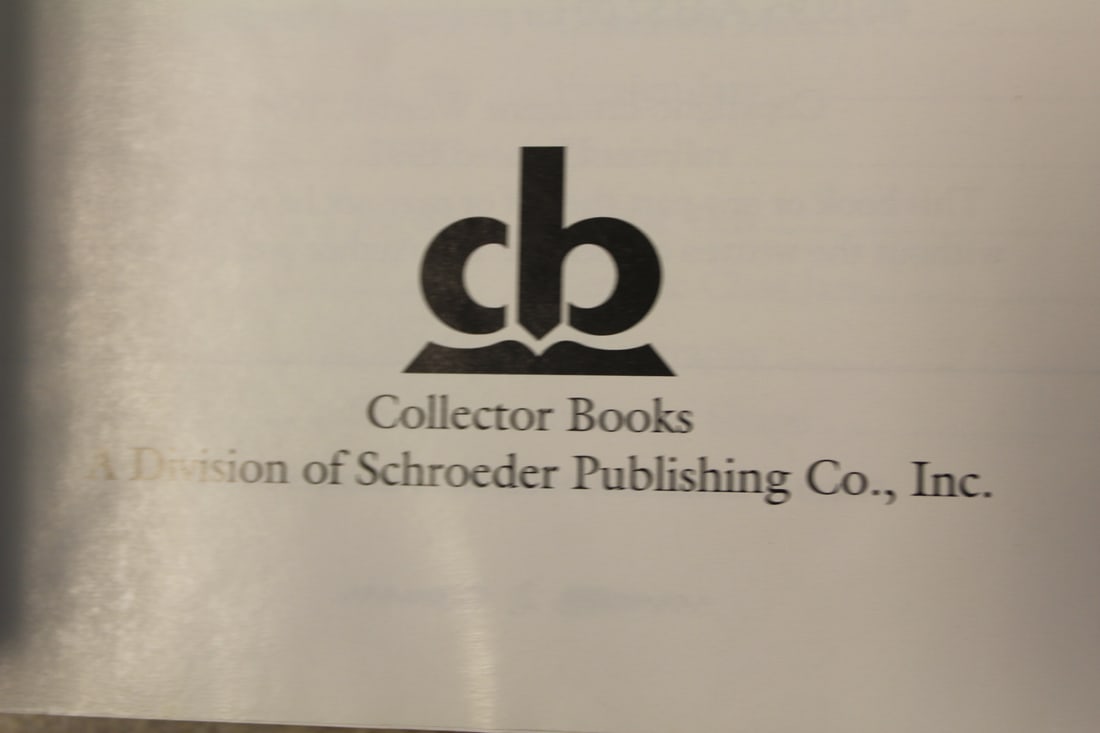 cb
Collector Books
A Division of Schroeder Publishing Co., Inc.